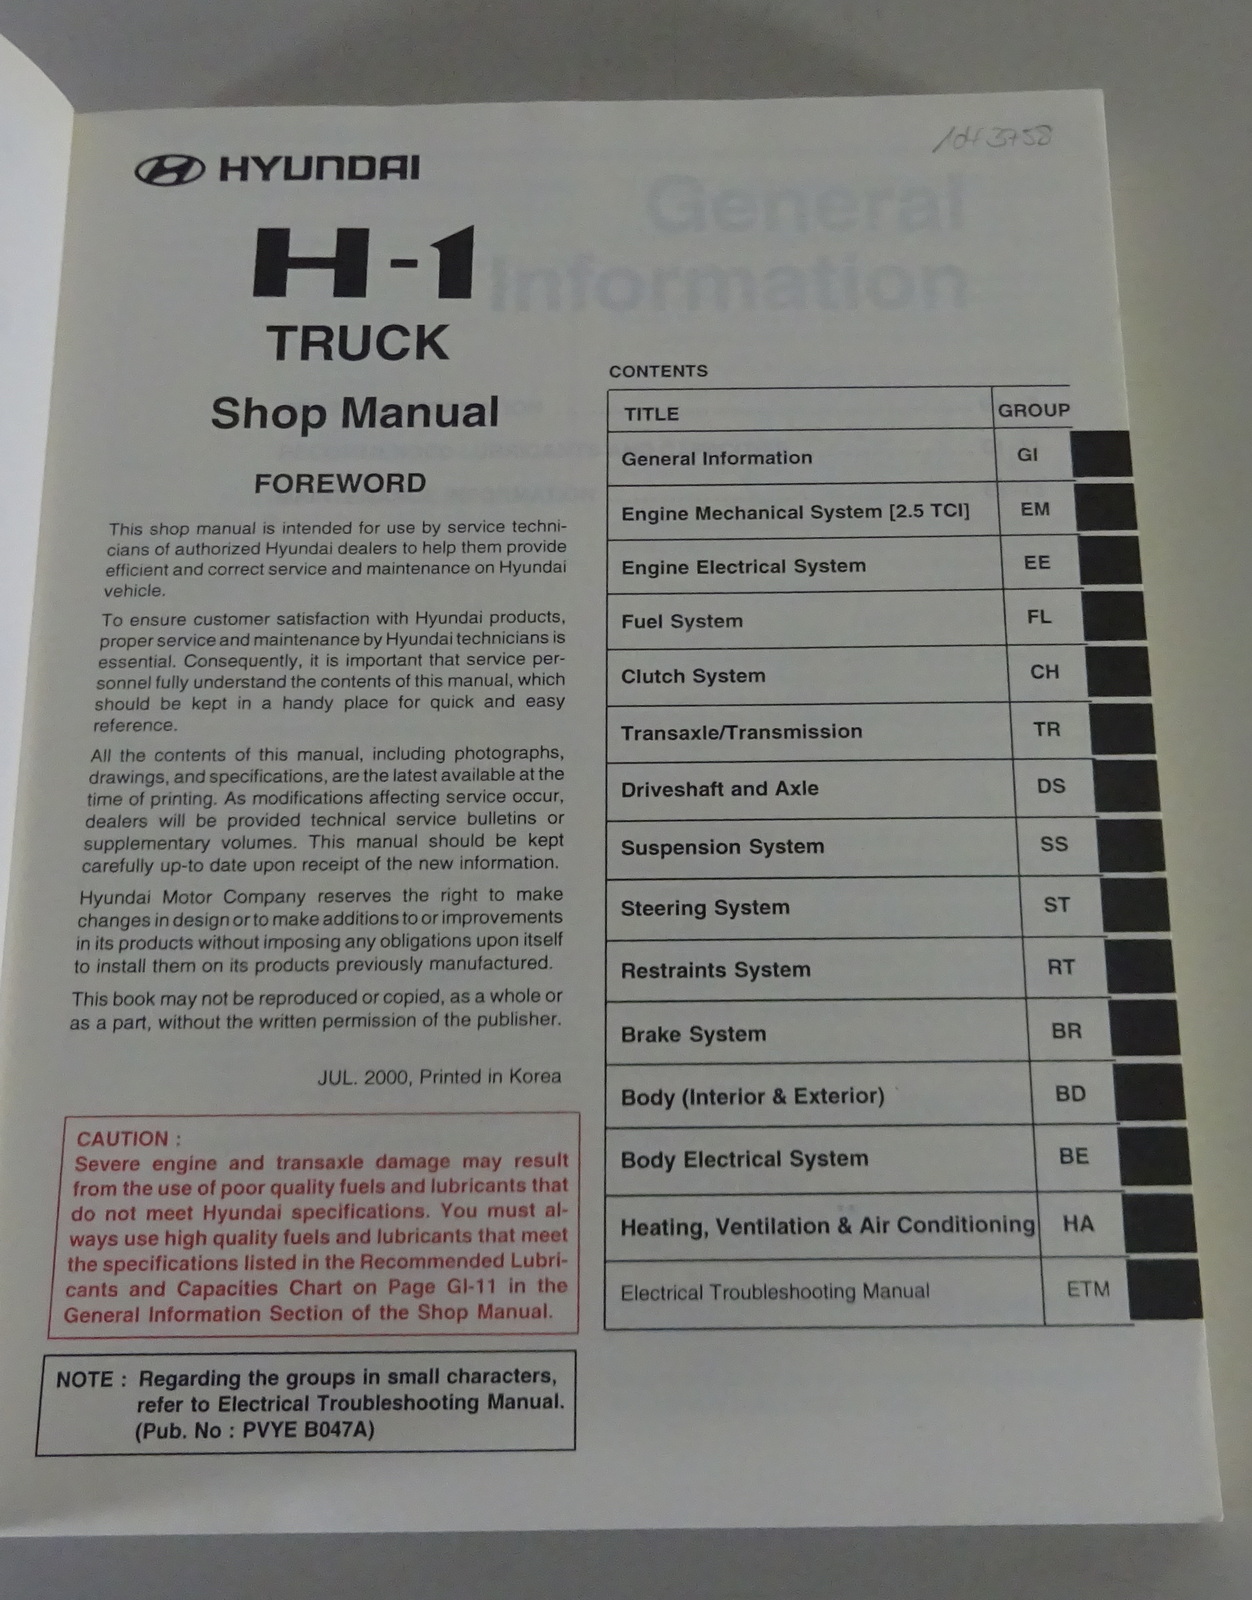 HYUNDAI
H-1
TRUCK
Shop Manual
FOREWORD
This shop manual is intended for use by service techni-
cians of authorized Hyundai dealers to help them provide
efficient and correct service and maintenance on Hyundai
vehicle.
To ensure customer satisfaction with Hyundai products,
proper service and maintenance by Hyundai technicians is
essential. Consequently, it is important that service per-
sonnel fully understand the contents of this manual, which
should be kept in a handy place for quick and easy
reference.
All the contents of this manual, including photographs,
drawings, and specifications, are the latest available at the
time of printing. As modifications affecting service occur,
dealers will be provided technical service bulletins or
supplementary volumes. This manual should be kept
carefully up-to date upon receipt of the new information.
Hyundai Motor Company reserves the right to make
changes in design or to make additions to or improvements
in its products without imposing any obligations upon itself
to install them on its products previously manufactured.
This book may not be reproduced or copied, as a whole or
as a part, without the written permission of the publisher.
JUL. 2000, Printed in Korea
CAUTION :
Severe engine and transaxle damage may result
from the use of poor quality fuels and lubricants that
do not meet Hyundai specifications. You must al-
ways use high quality fuels and lubricants that meet
the specifications listed in the Recommended Lubri-
cants and Capacities Chart on Page GI-11 in the
General Information Section of the Shop Manual.
NOTE : Regarding the groups in small characters,
refer to Electrical Troubleshooting Manual.
(Pub. No : PVYE B047A)
General
Information
CONTENTS
TITLE GROUP
General Information GI
Engine Mechanical System [2.5 TCI] EM
Engine Electrical System EE
Fuel System FL
Clutch System CH
Transaxle/Transmission TR
Driveshaft and Axle DS
Suspension System SS
Steering System ST
Restraints System RT
Brake System BR
Body (Interior & Exterior) BD
Body Electrical System BE
Heating, Ventilation & Air Conditioning HA
Electrical Troubleshooting Manual ETM